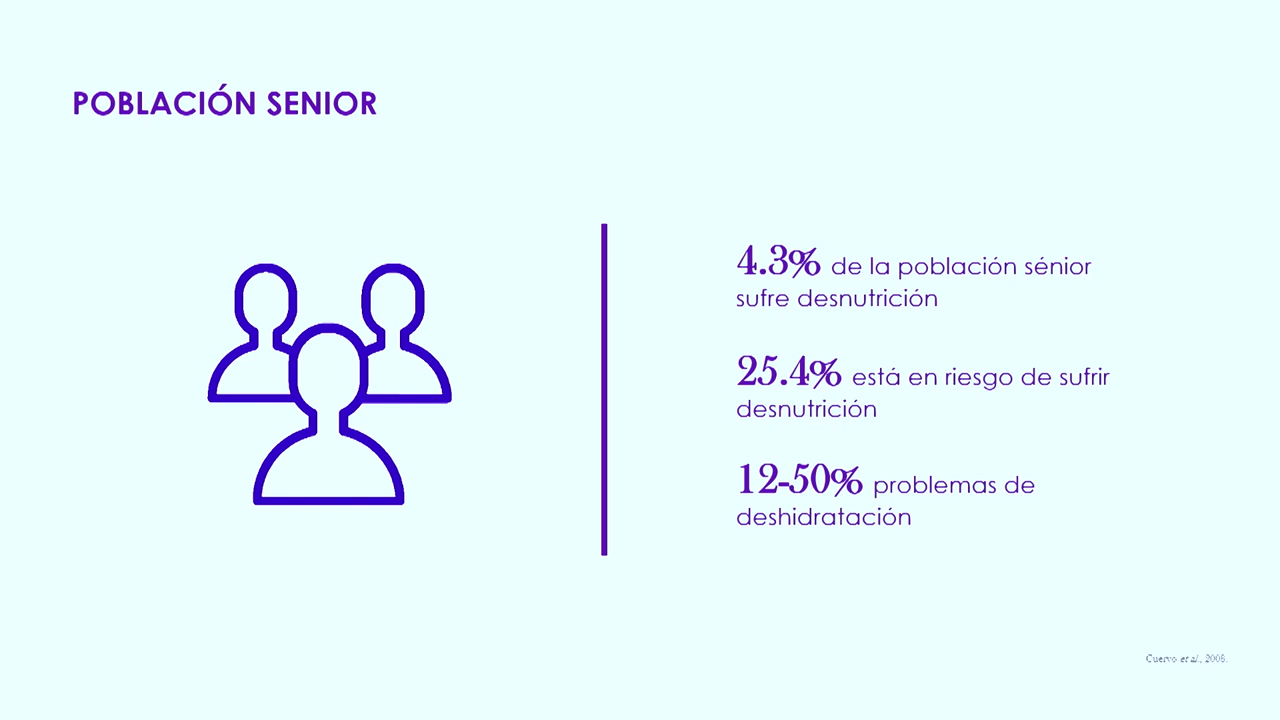 POBLACIÓN SENIOR
4.3% de la población sénior
sufre desnutrición
25.4% está en riesgo de sufrir
desnutrición
12-50% problemas de
deshidratación
Cuervo et al.,